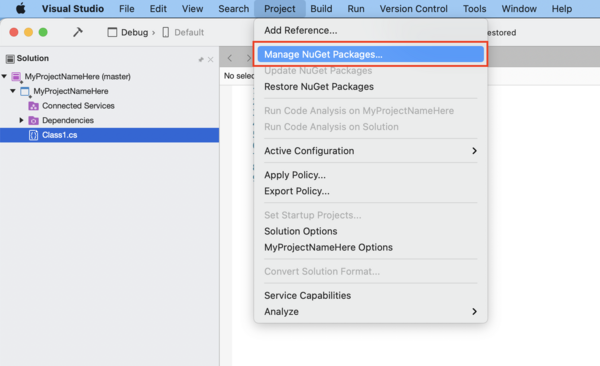 Visual Studio File Edit View Search Project Build Run Version Control Tools Window Help
Debug › Default
estored
Solution
MyProjectNameHere (master)
MyProjectNameHere
Connected Services
Dependencies
Class1.cs
No selec
Add Reference...
Manage NuGet Packages...
Update NuGet Packages
Restore NuGet Packages
Run Code Analysis on MyProjectNameHere
Run Code Analysis on Solution
Active Configuration
Apply Policy...
Export Policy...
Set Startup Projects...
Solution Options
MyProjectNameHere Options
Convert Solution Format...
Service Capabilities
Analyze